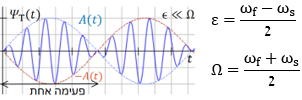 Ψ_T(t) A(t) ϵ ≪ Ω
t
-A(t)
פעימה אחת
ε = (ω_f − ω_s)/2
Ω = (ω_f + ω_s)/2